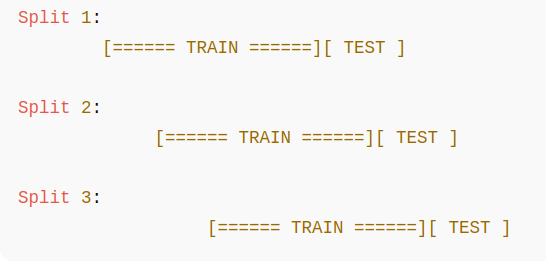 Split 1:
        [====== TRAIN ======][ TEST ]
Split 2:
             [====== TRAIN ======][ TEST ]
Split 3:
                  [====== TRAIN ======][ TEST ]